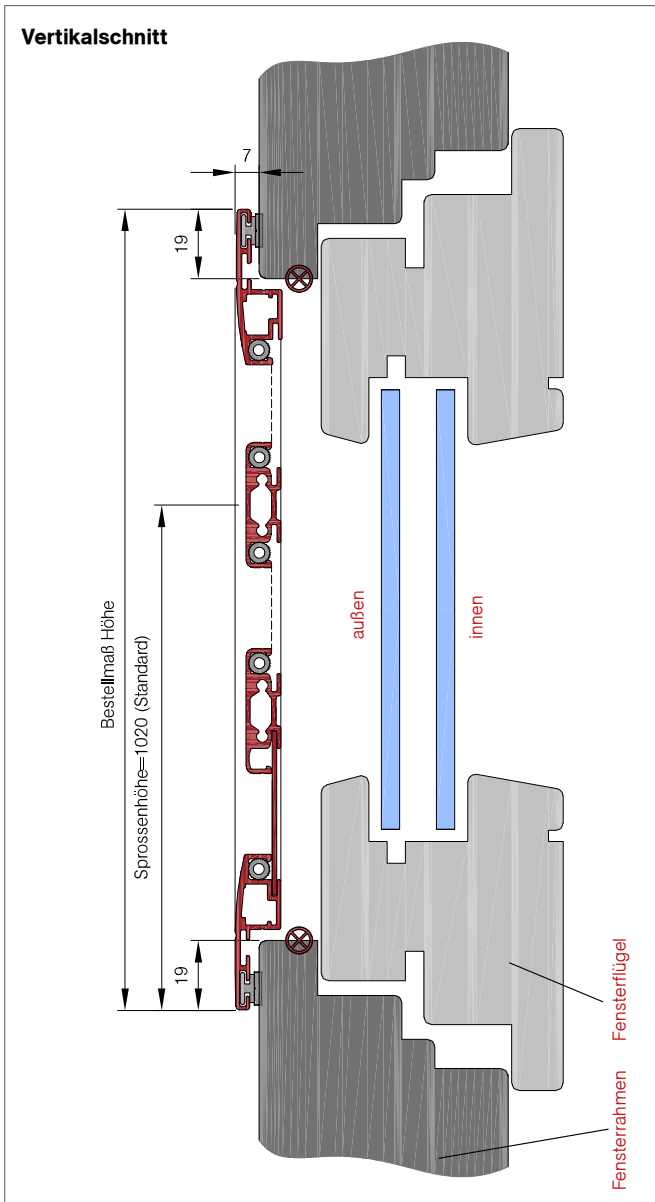 Vertikalschnitt
7
19
Bestellmaß Höhe
Sprossenhöhe=1020 (Standard)
außen
innen
19
Fensterflügel
Fensterrahmen